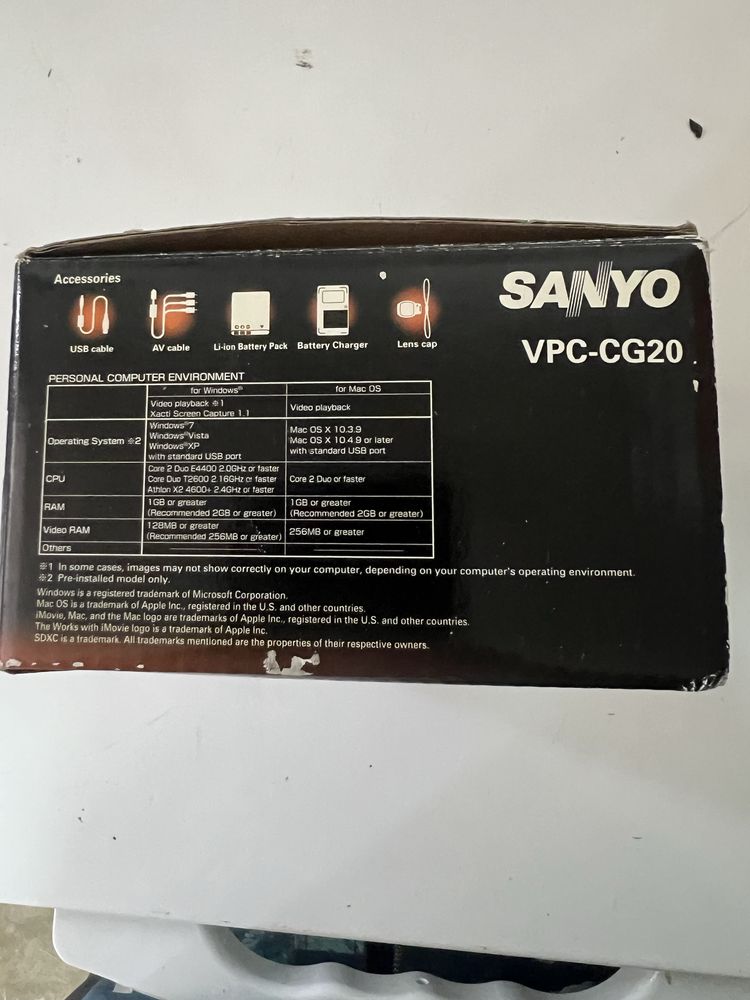 Accessories
SANYO
USB cable
AV cable
Li-ion Battery Pack
Battery Charger
Lens cap
VPC-CG20
PERSONAL COMPUTER ENVIRONMENT
for Windows®
for Mac OS
Video playback ※1
Xacti Screen Capture 1.1
Video playback
Operating System ※2
Windows®7
Windows®Vista
Windows®XP
with standard USB port
Mac OS X 10.3.9
Mac OS X 10.4.9 or later
with standard USB port
CPU
Core 2 Duo E4400 2.0GHz or faster
Core Duo T2600 2.16GHz or faster
Athlon X2 4600+ 2.4GHz or faster
Core 2 Duo or faster
RAM
1GB or greater
(Recommended 2GB or greater)
1GB or greater
(Recommended 2GB or greater)
Video RAM
128MB or greater
(Recommended 256MB or greater)
256MB or greater
Others
※1 In some cases, images may not show correctly on your computer, depending on your computer's operating environment.
※2 Pre-installed model only.
Windows is a registered trademark of Microsoft Corporation.
Mac OS is a trademark of Apple Inc., registered in the U.S. and other countries.
iMovie, Mac, and the Mac logo are trademarks of Apple Inc., registered in the U.S. and other countries.
The Works with iMovie logo is a trademark of Apple Inc.
SDXC is a trademark. All trademarks mentioned are the properties of their respective owners.